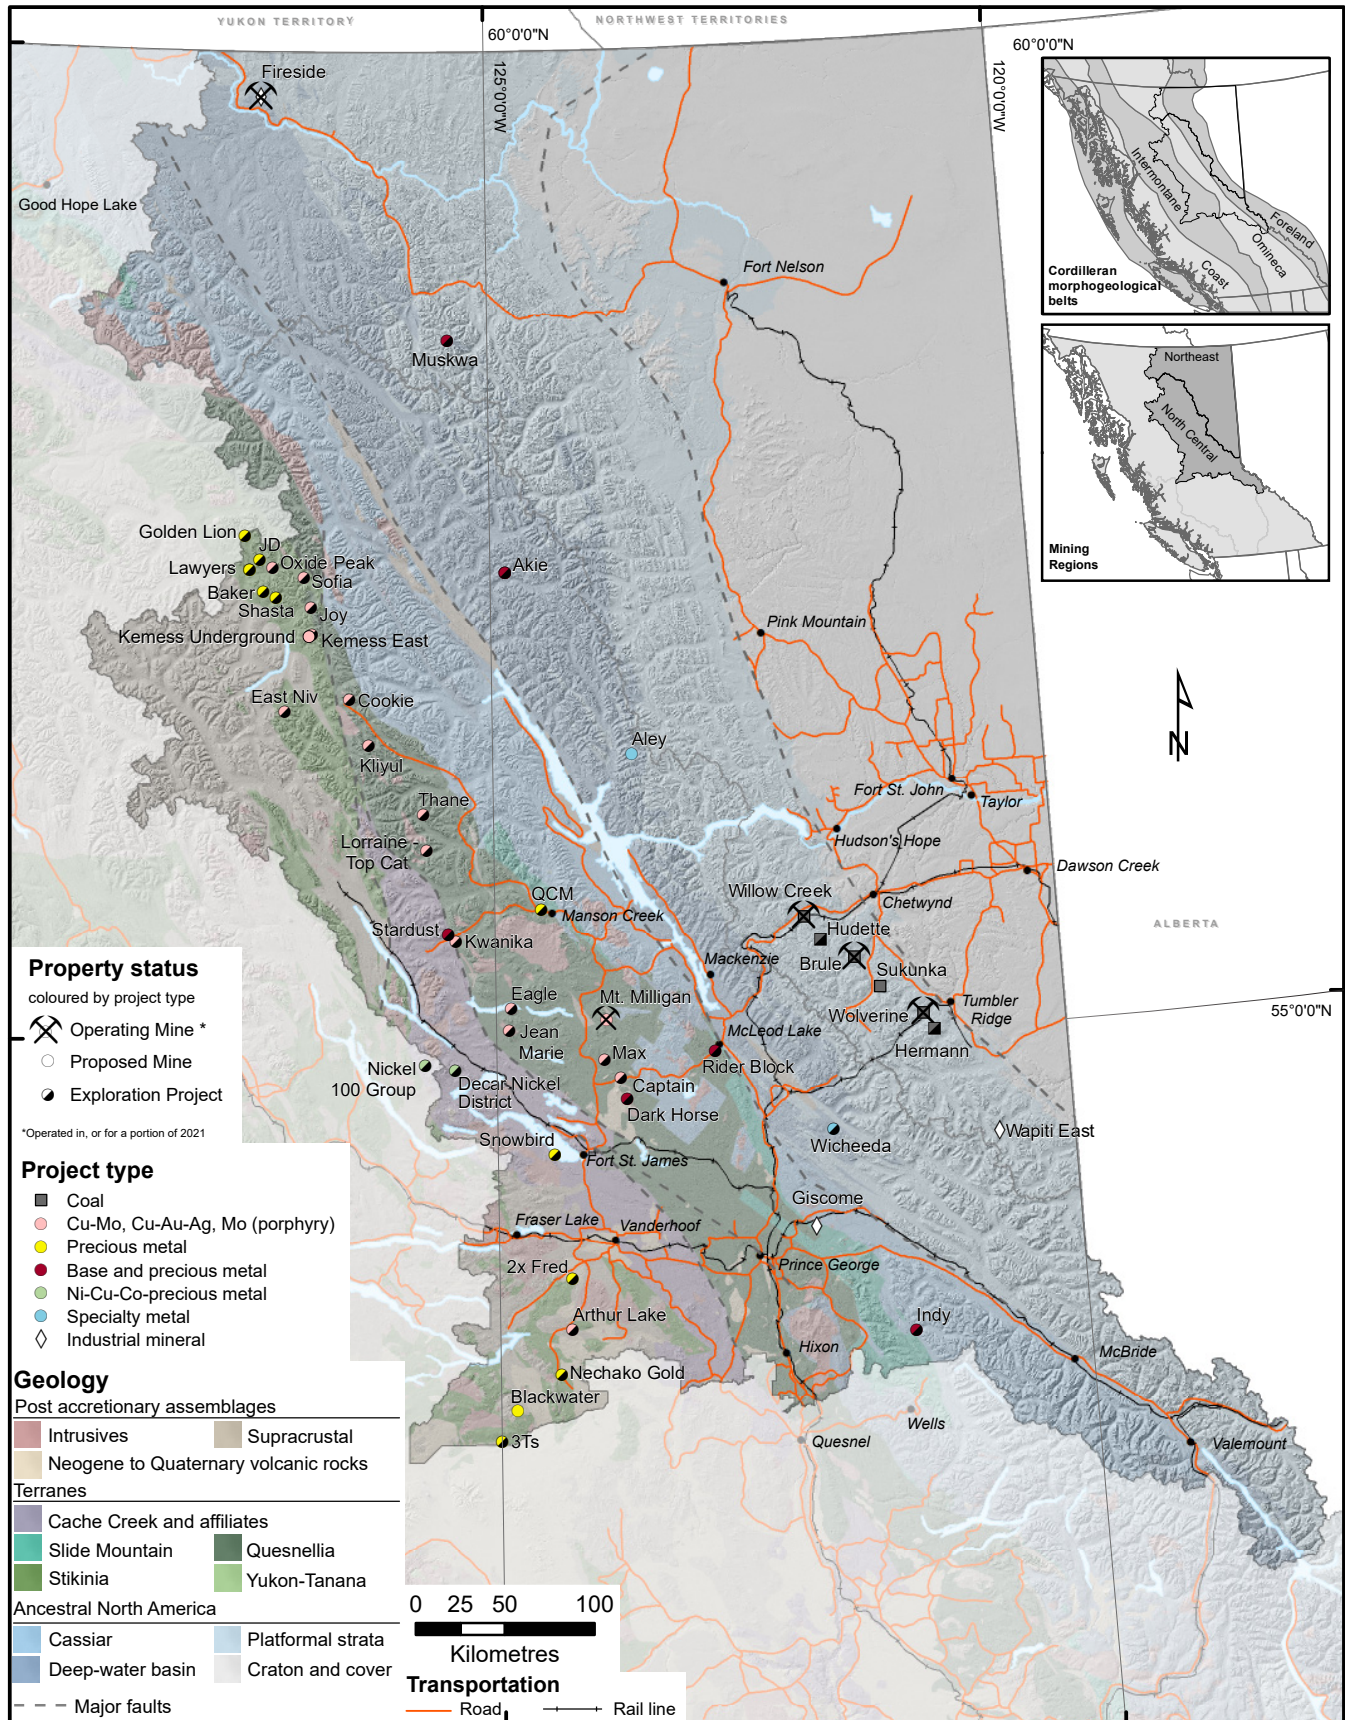 YUKON TERRITORY
NORTHWEST TERRITORIES
60°0'0"N
60°0'0"N
125°0'0"W
120°0'0"W
Fireside
Good Hope Lake
Fort Nelson
Muskwa
Intermontane
Foreland
Omineca
Coast
Cordilleran
morphogeological
belts
Northeast
North Central
Mining
Regions
Golden Lion
JD
Lawyers
Oxide Peak
Sofia
Baker
Shasta
Joy
Kemess Underground
Kemess East
Akie
Pink Mountain
East Niv
Cookie
Kliyul
Aley
N
Thane
Lorraine -
Top Cat
Fort St. John
Taylor
Hudson's Hope
Dawson Creek
Willow Creek
Chetwynd
QCM
Manson Creek
Hudette
ALBERTA
Stardust
Kwanika
Brule
Mackenzie
Sukunka
Eagle
Mt. Milligan
Wolverine
Tumbler
Ridge
55°0'0"N
Jean
Marie
McLeod Lake
Hermann
Max
Rider Block
Nickel
100 Group
Decar Nickel
District
Captain
Dark Horse
Snowbird
Wicheeda
Wapiti East
Fort St. James
Giscome
Fraser Lake
Vanderhoof
Prince George
2x Fred
Arthur Lake
Indy
Hixon
McBride
Nechako Gold
Blackwater
Wells
3Ts
Quesnel
Valemount
Property status
coloured by project type
Operating Mine *
Proposed Mine
Exploration Project
*Operated in, or for a portion of 2021
Project type
Coal
Cu-Mo, Cu-Au-Ag, Mo (porphyry)
Precious metal
Base and precious metal
Ni-Cu-Co-precious metal
Specialty metal
Industrial mineral
Geology
Post accretionary assemblages
Intrusives
Supracrustal
Neogene to Quaternary volcanic rocks
Terranes
Cache Creek and affiliates
Slide Mountain
Quesnellia
Stikinia
Yukon-Tanana
Ancestral North America
Cassiar
Platformal strata
Deep-water basin
Craton and cover
Major faults
0 25 50 100
Kilometres
Transportation
Road
Rail line